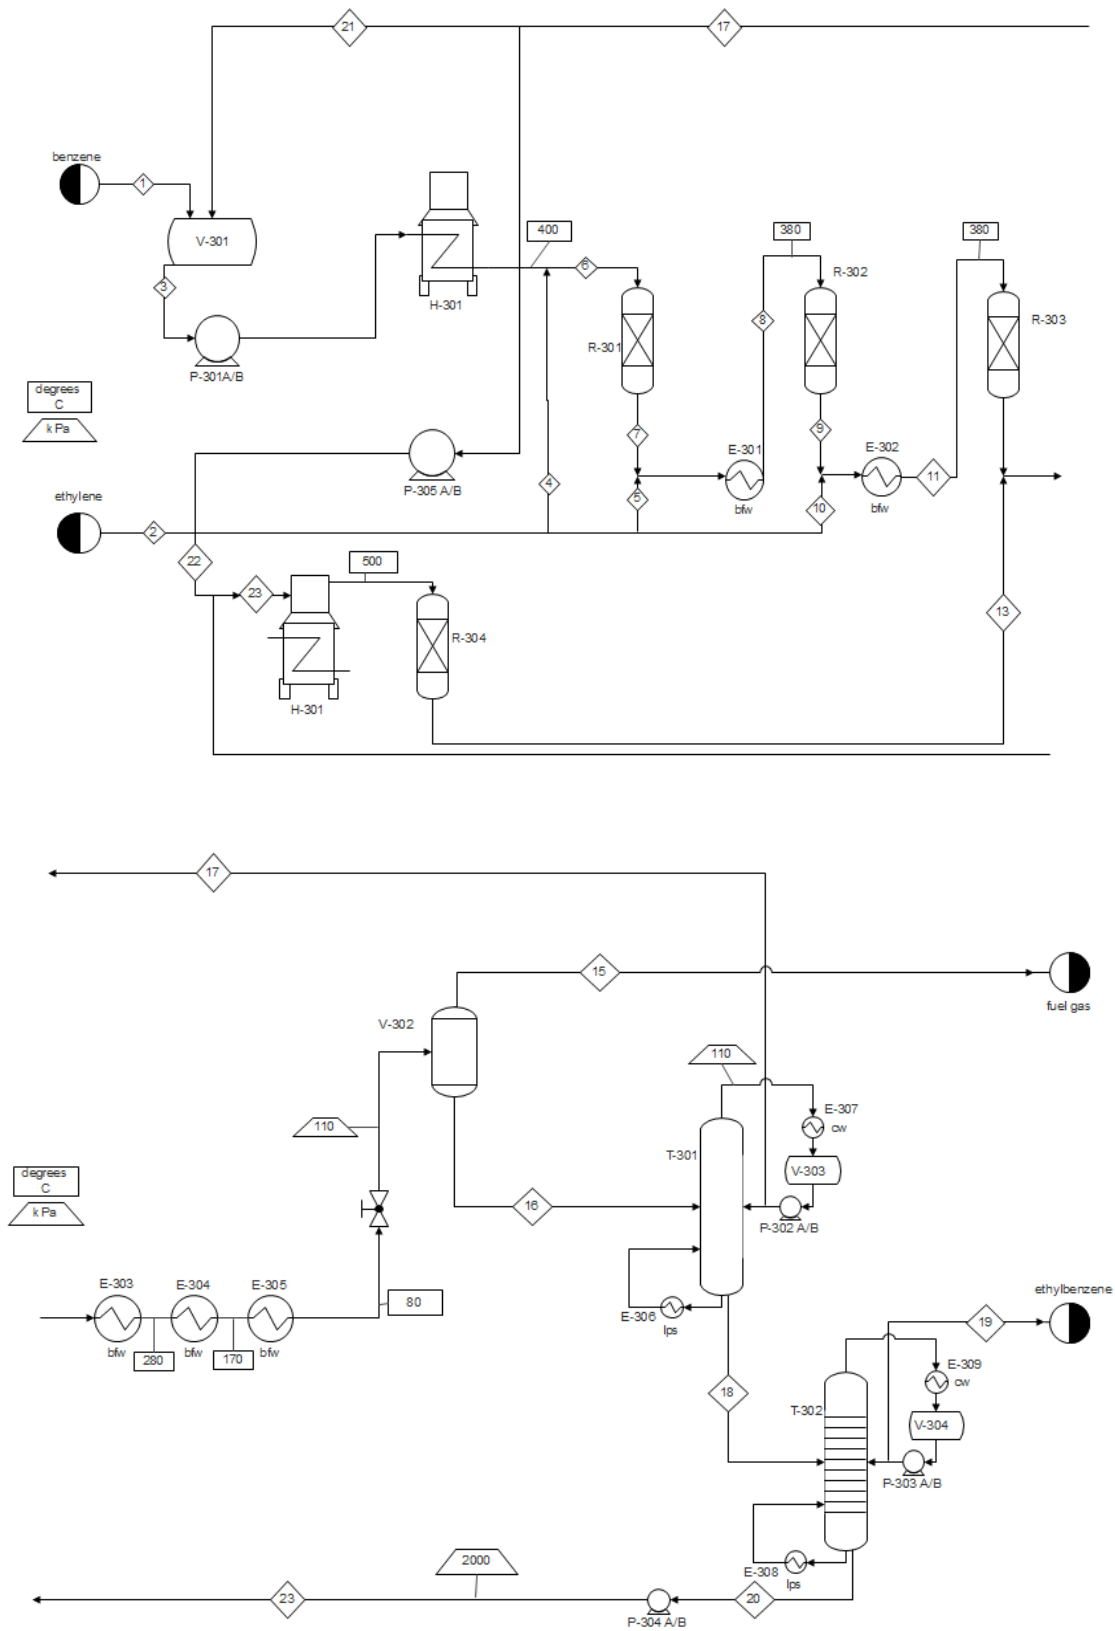 21
17
benzene
1
V-301
3
P-301A/B
H-301
400
6
380
R-302
380
R-301
8
R-303
degrees
C
k Pa
7
9
E-301
E-302
11
bfw
bfw
P-305 A/B
4
5
10
ethylene
2
22
500
23
R-304
13
H-301
17
15
fuel gas
V-302
110
110
E-307
cw
T-301
V-303
degrees
C
k Pa
16
P-302 A/B
E-303
E-304
E-305
80
bfw
280
bfw
170
bfw
E-306
lps
ethylbenzene
19
E-309
cw
18
T-302
V-304
P-303 A/B
2000
E-308
lps
23
20
P-304 A/B